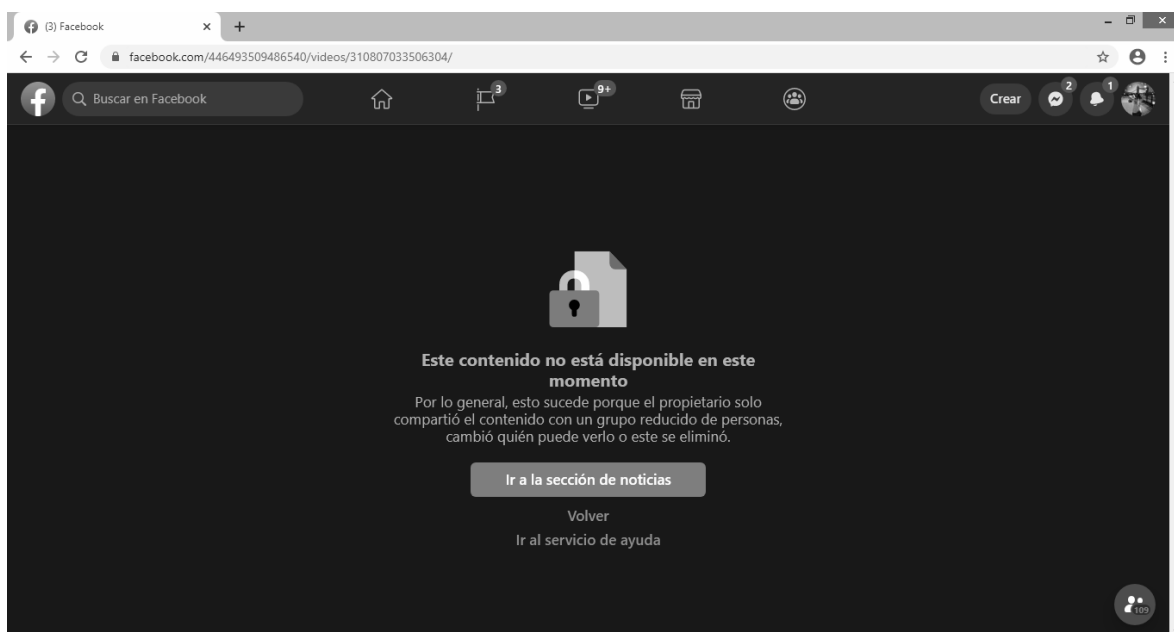 (3) Facebook
facebook.com/446493509486540/videos/310807033506304/
Buscar en Facebook
3
9+
Crear
2
1
Este contenido no está disponible en este
momento
Por lo general, esto sucede porque el propietario solo
compartió el contenido con un grupo reducido de personas,
cambió quién puede verlo o este se eliminó.
Ir a la sección de noticias
Volver
Ir al servicio de ayuda
109